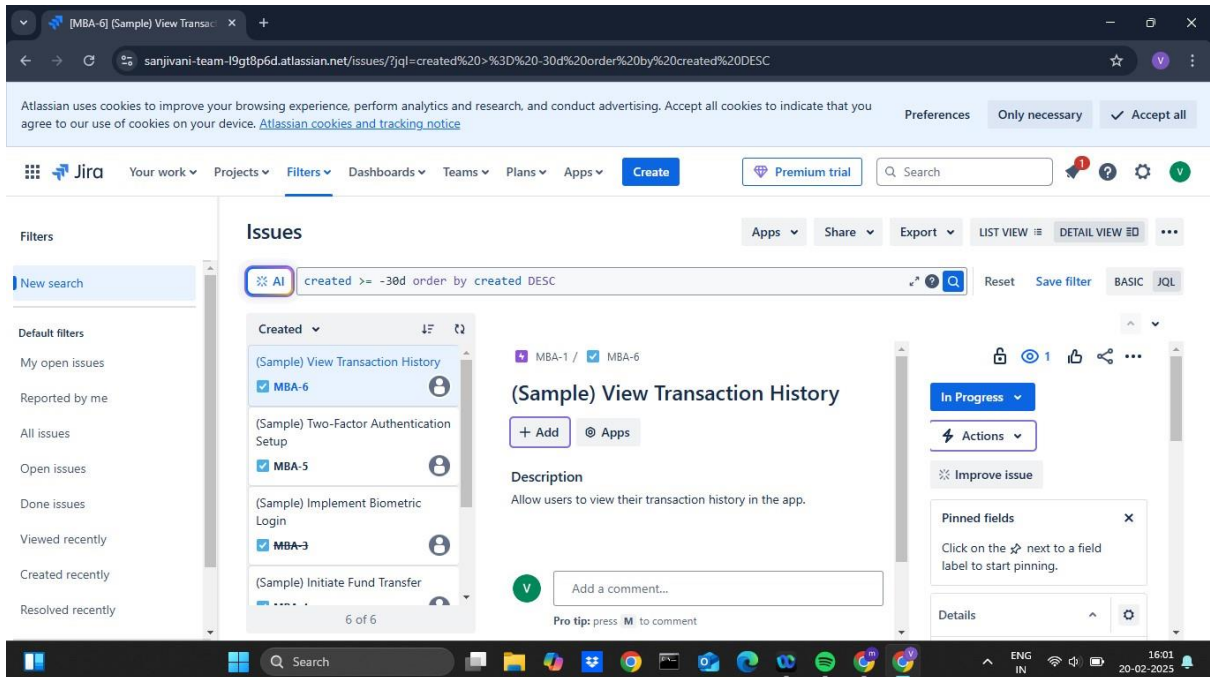 [MBA-6] (Sample) View Transac
sanjivani-team-l9gt8p6d.atlassian.net/issues/?jql=created%20>%3D%20-30d%20order%20by%20created%20DESC
V
Atlassian uses cookies to improve your browsing experience, perform analytics and research, and conduct advertising. Accept all cookies to indicate that you
agree to our use of cookies on your device. Atlassian cookies and tracking notice
Preferences
Only necessary
Accept all
Jira
Your work
Projects
Filters
Dashboards
Teams
Plans
Apps
Create
Premium trial
Search
1
V
Filters
New search
Default filters
My open issues
Reported by me
All issues
Open issues
Done issues
Viewed recently
Created recently
Resolved recently
Issues
Apps
Share
Export
LIST VIEW
DETAIL VIEW
AI
created >= -30d order by created DESC
Reset
Save filter
BASIC
JQL
Created
(Sample) View Transaction History
MBA-6
(Sample) Two-Factor Authentication
Setup
MBA-5
(Sample) Implement Biometric
Login
MBA-3
(Sample) Initiate Fund Transfer
6 of 6
MBA-1 / MBA-6
(Sample) View Transaction History
+ Add
Apps
Description
Allow users to view their transaction history in the app.
V
Add a comment...
Pro tip: press M to comment
1
In Progress
Actions
Improve issue
Pinned fields
Click on the next to a field
label to start pinning.
Details
Search
ENG
IN
16:01
20-02-2025